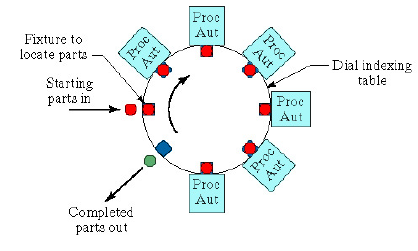 Proc
Aut
Fixture to
locate parts
Proc
Aut
Proc
Aut
Dial indexing
table
Starting
parts in
Proc
Aut
Proc
Aut
Proc
Aut
Completed
parts out